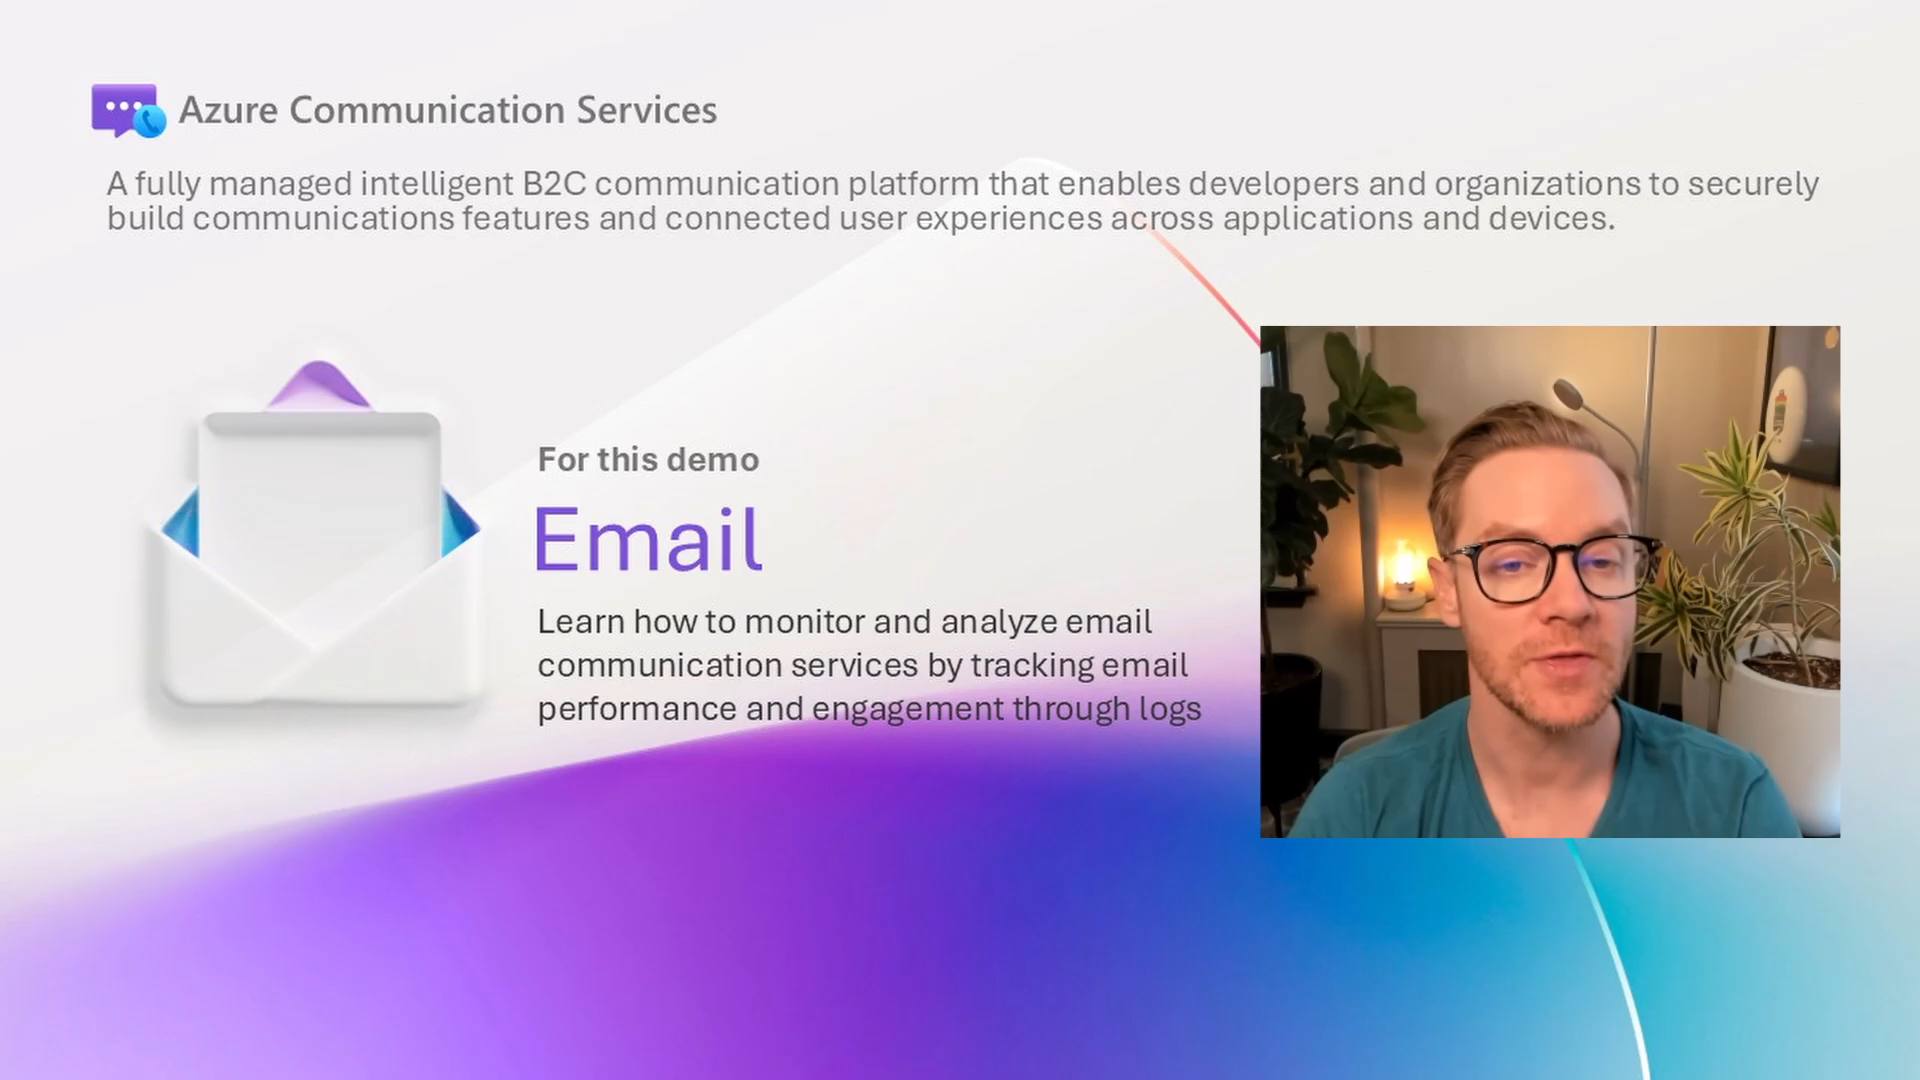 Azure Communication Services
A fully managed intelligent B2C communication platform that enables developers and organizations to securely
build communications features and connected user experiences across applications and devices.
For this demo
Email
Learn how to monitor and analyze email
communication services by tracking email
performance and engagement through logs